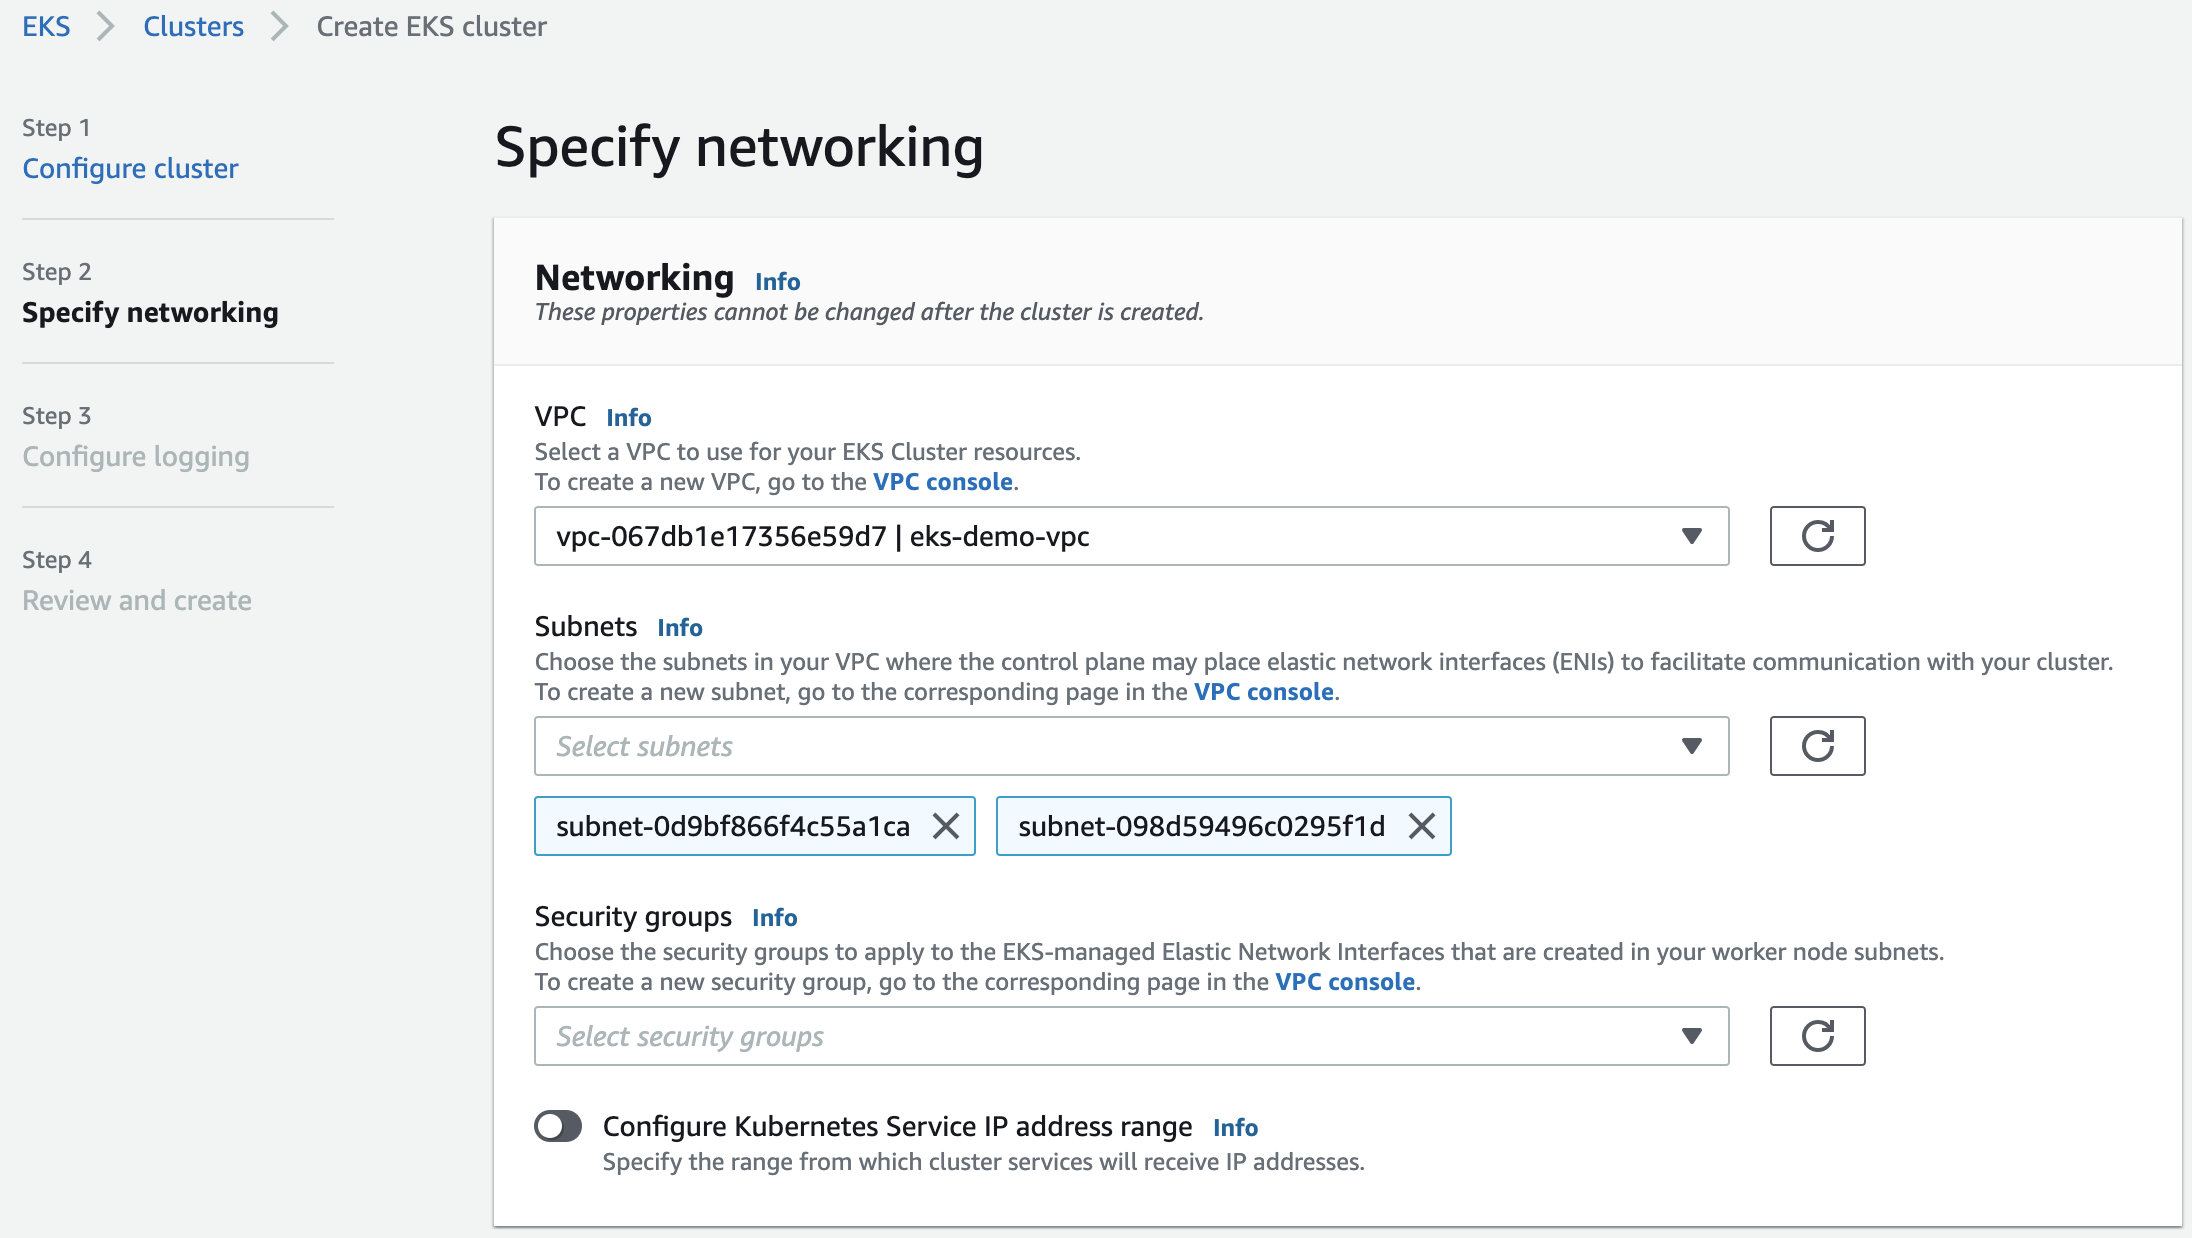 EKS > Clusters > Create EKS cluster
Step 1
Configure cluster
Step 2
Specify networking
Step 3
Configure logging
Step 4
Review and create
Specify networking
Networking Info
These properties cannot be changed after the cluster is created.
VPC Info
Select a VPC to use for your EKS Cluster resources.
To create a new VPC, go to the VPC console.
vpc-067db1e17356e59d7 | eks-demo-vpc
Subnets Info
Choose the subnets in your VPC where the control plane may place elastic network interfaces (ENIs) to facilitate communication with your cluster.
To create a new subnet, go to the corresponding page in the VPC console.
Select subnets
subnet-0d9bf866f4c55a1ca subnet-098d59496c0295f1d
Security groups Info
Choose the security groups to apply to the EKS-managed Elastic Network Interfaces that are created in your worker node subnets.
To create a new security group, go to the corresponding page in the VPC console.
Select security groups
Configure Kubernetes Service IP address range Info
Specify the range from which cluster services will receive IP addresses.